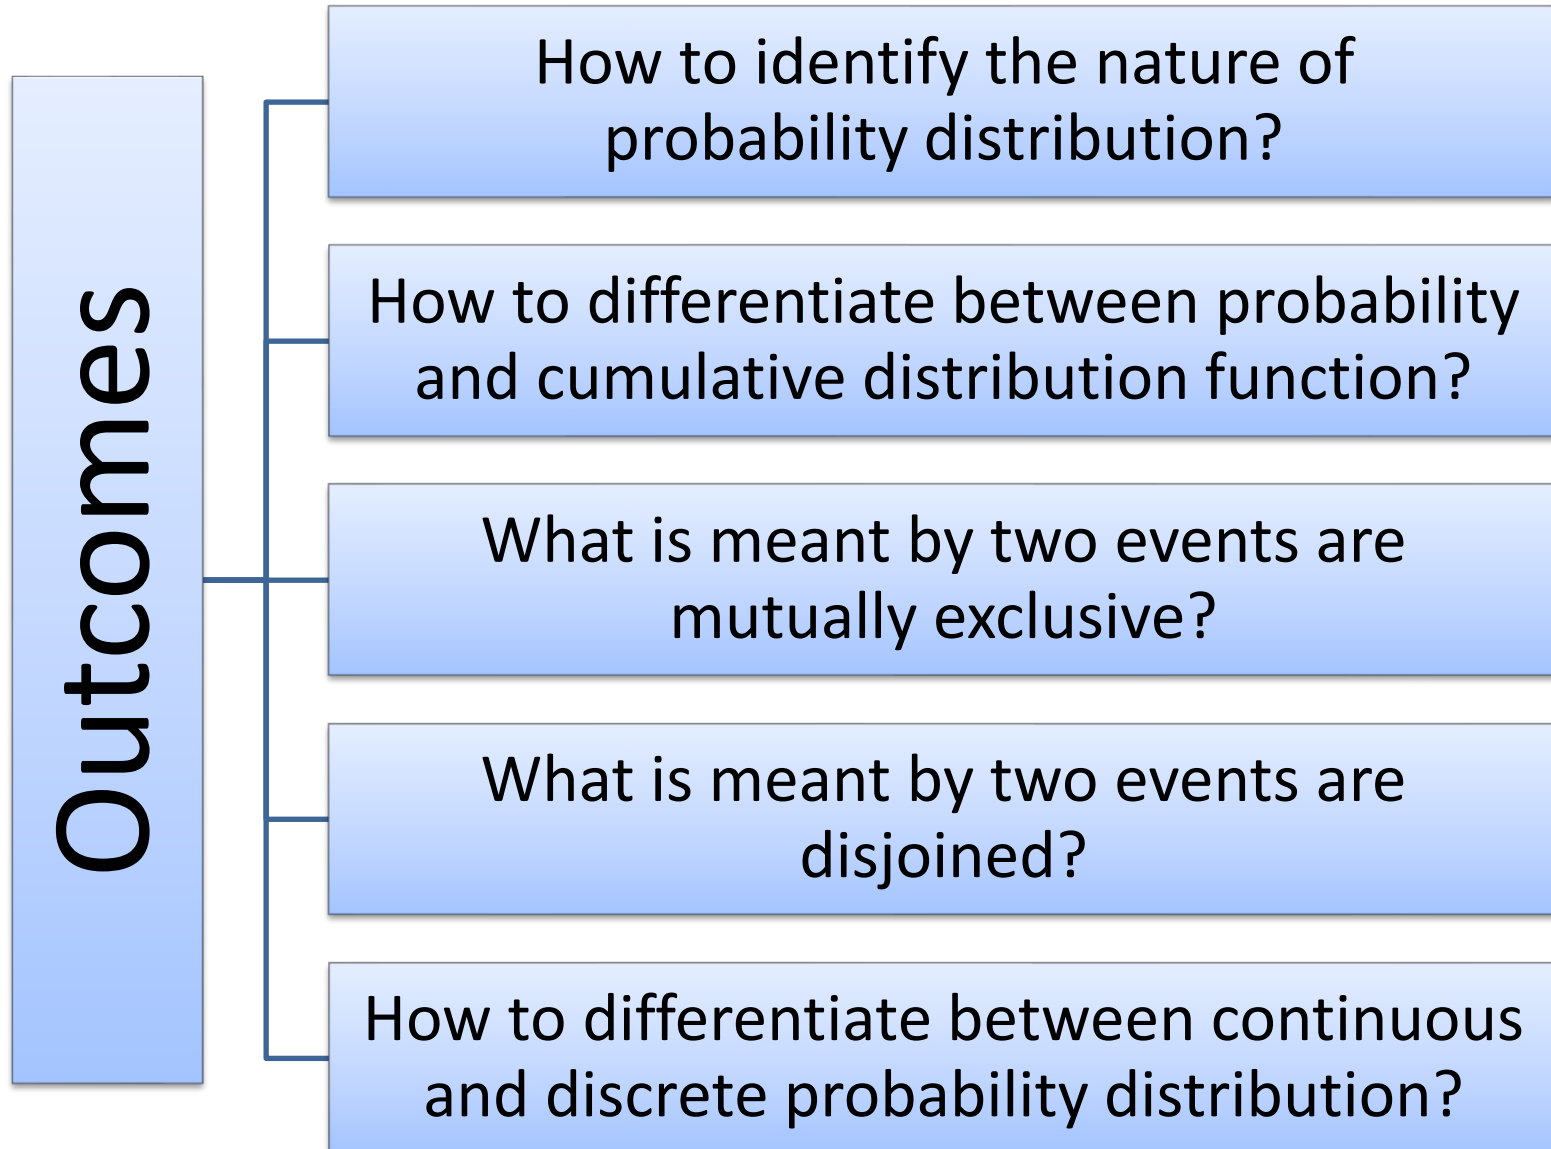 Outcomes
How to identify the nature of
probability distribution?
How to differentiate between probability
and cumulative distribution function?
What is meant by two events are
mutually exclusive?
What is meant by two events are
disjoined?
How to differentiate between continuous
and discrete probability distribution?